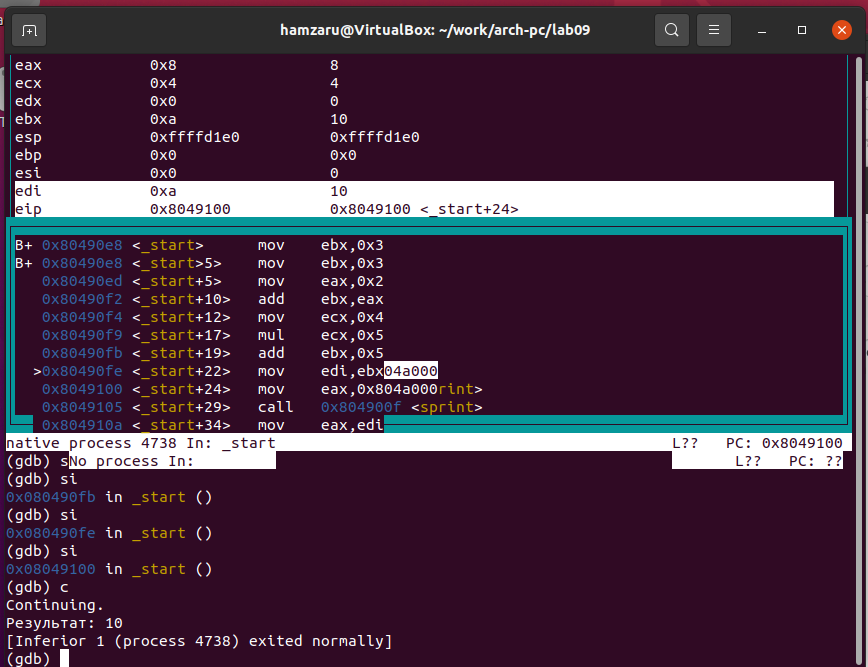 hamzaru@VirtualBox: ~/work/arch-pc/lab09
eax 0x8 8
ecx 0x4 4
edx 0x0 0
ebx 0xa 10
esp 0xffffd1e0 0xffffd1e0
ebp 0x0 0x0
esi 0x0 0
edi 0xa 10
eip 0x8049100 0x8049100 <_start+24>
B+ 0x80490e8 <_start> mov ebx,0x3
B+ 0x80490e8 <_start>5> mov ebx,0x3
0x80490ed <_start+5> mov eax,0x2
0x80490f2 <_start+10> add ebx,eax
0x80490f4 <_start+12> mov ecx,0x4
0x80490f9 <_start+17> mul ecx,0x5
0x80490fb <_start+19> add ebx,0x5
>0x80490fe <_start+22> mov edi,ebx04a000
0x8049100 <_start+24> mov eax,0x804a000rint>
0x8049105 <_start+29> call 0x804900f <sprint>
0x804910a <_start+34> mov eax,edi
native process 4738 In: _start L?? PC: 0x8049100
(gdb) sNo process In: L?? PC: ??
(gdb) si
0x080490fb in _start ()
(gdb) si
0x080490fe in _start ()
(gdb) si
0x08049100 in _start ()
(gdb) c
Continuing.
Результат: 10
[Inferior 1 (process 4738) exited normally]
(gdb)